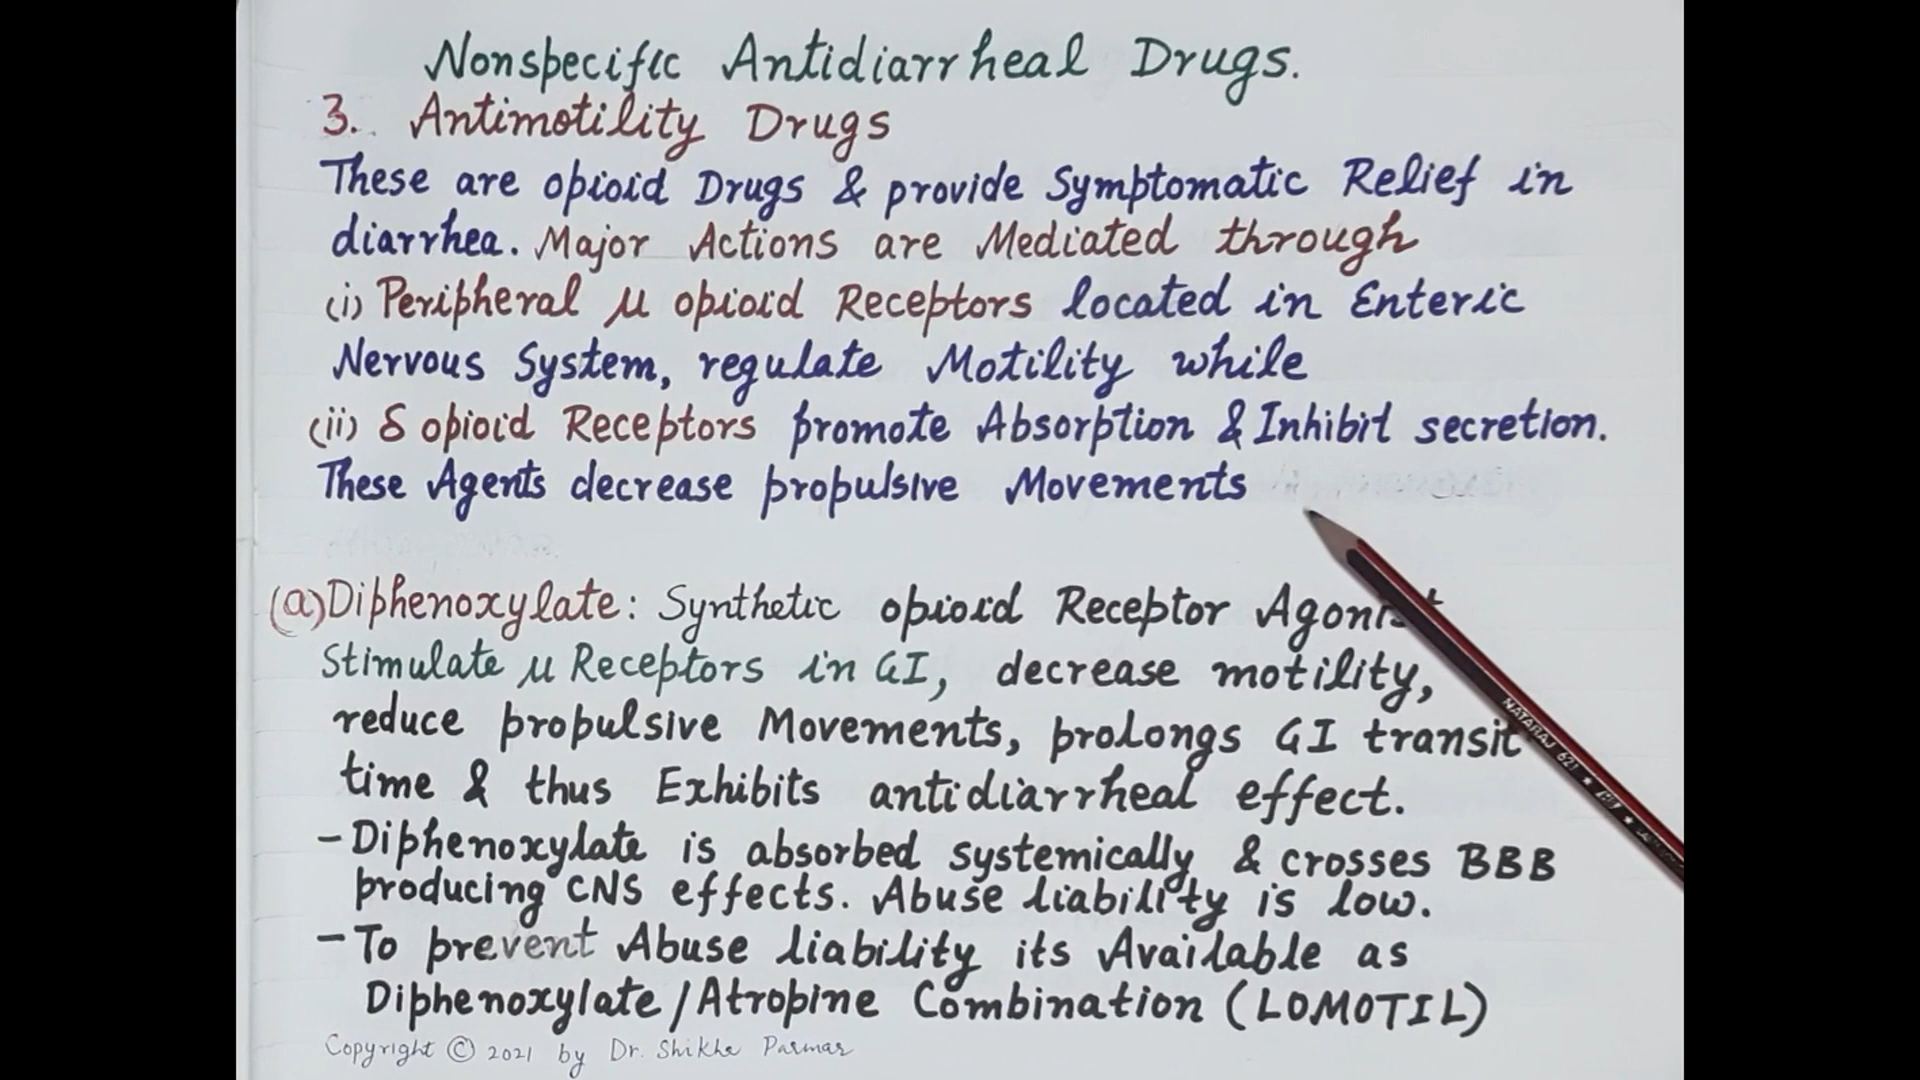 Nonspecific Antidiarrheal Drugs.
3. Antimotility Drugs
These are opioid Drugs & provide Symptomatic Relief in
diarrhea. Major Actions are Mediated through
(i) Peripheral µ opioid Receptors located in Enteric
Nervous System, regulate Motility while
(ii) δ opioid Receptors promote Absorption & Inhibit secretion.
These Agents decrease propulsive Movements
(a) Diphenoxylate: Synthetic opioid Receptor Agonist
Stimulate µ Receptors in GI, decrease motility,
reduce propulsive Movements, prolongs GI transit
time & thus Exhibits antidiarrheal effect.
- Diphenoxylate is absorbed systemically & crosses BBB
producing CNS effects. Abuse liability is low.
- To prevent Abuse liability its Available as
Diphenoxylate/Atropine Combination (LOMOTIL)
Copyright © 2021 by Dr. Shikha Parmar
NATARAJ 621